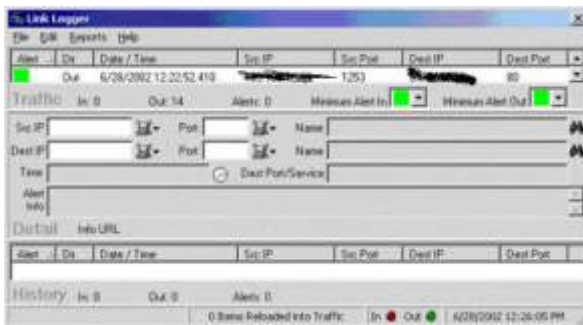 Link Logger
File Edit Reports Help
Alert Dir Date / Time Src IP Src Port Dest IP Dest Port
Out 6/28/2002 12:22:52.410 1253 80
Traffic In: 0 Out: 14 Alerts: 0 Minimum Alert In: Minimum Alert Out:
Src IP Port Name
Dest IP Port Name
Time Dest Port/Service
Alert Info
Detail Info URL
Alert Dir Date / Time Src IP Src Port Dest IP Dest Port
History In: 0 Out: 0 Alerts: 0
0 Items Reloaded into Traffic In Out 6/28/2002 12:26:05 PM